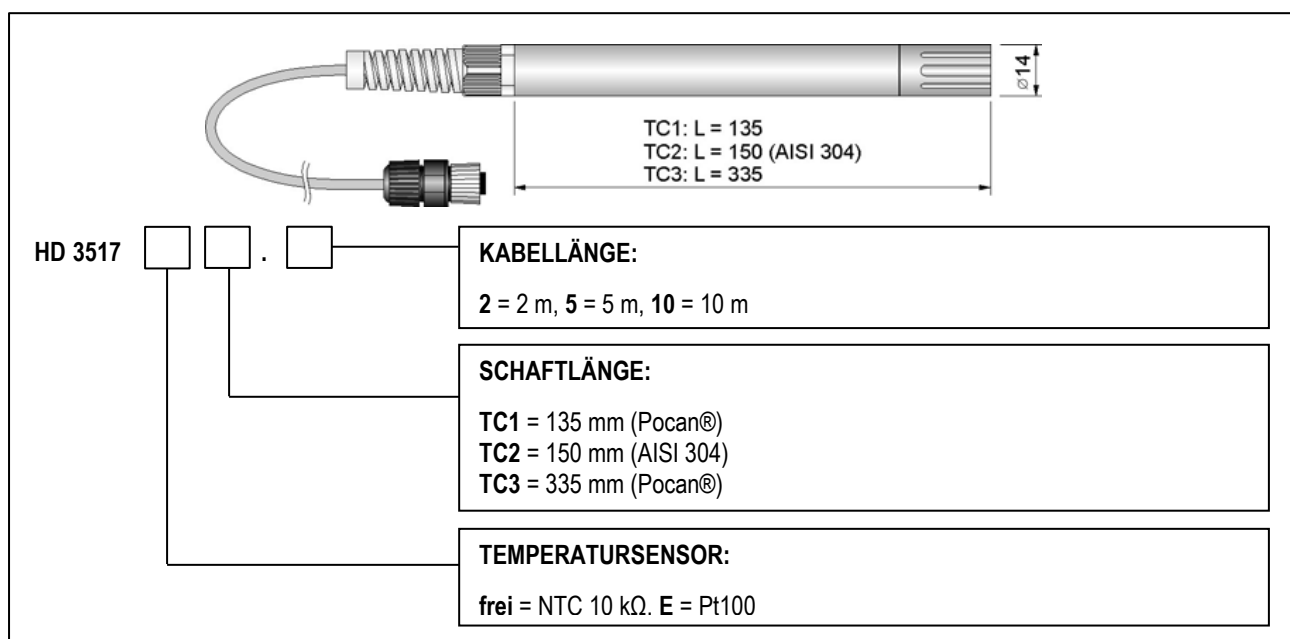 ⌀14
TC1: L = 135
TC2: L = 150 (AISI 304)
TC3: L = 335
HD 3517 .
KABELLÄNGE:
2 = 2 m, 5 = 5 m, 10 = 10 m
SCHAFTLÄNGE:
TC1 = 135 mm (Pocan®)
TC2 = 150 mm (AISI 304)
TC3 = 335 mm (Pocan®)
TEMPERATURSENSOR:
frei = NTC 10 kΩ. E = Pt100